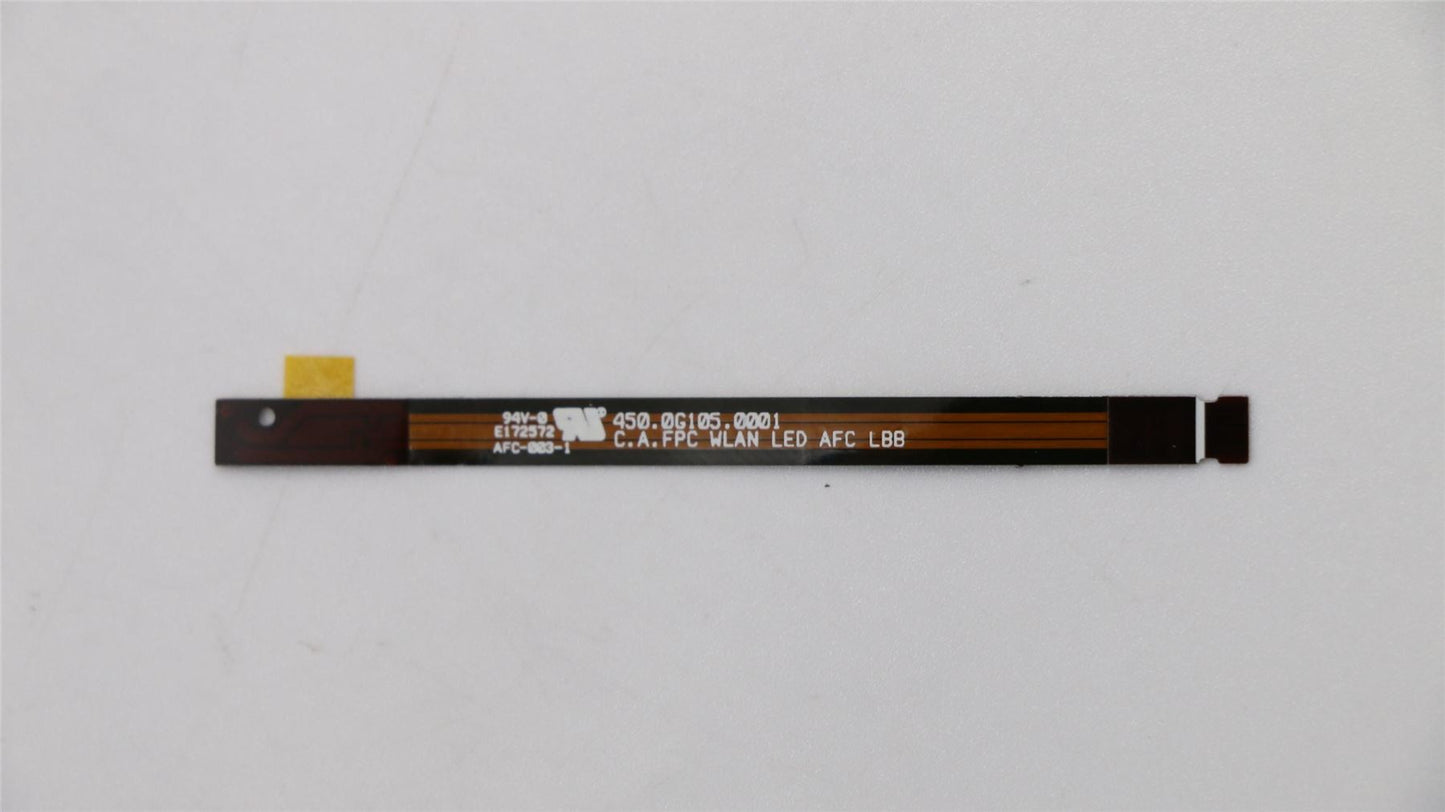 94V-0
E172572
AFC-003-1
450.0G105.0001
C.A.FPC WLAN LED AFC LBB